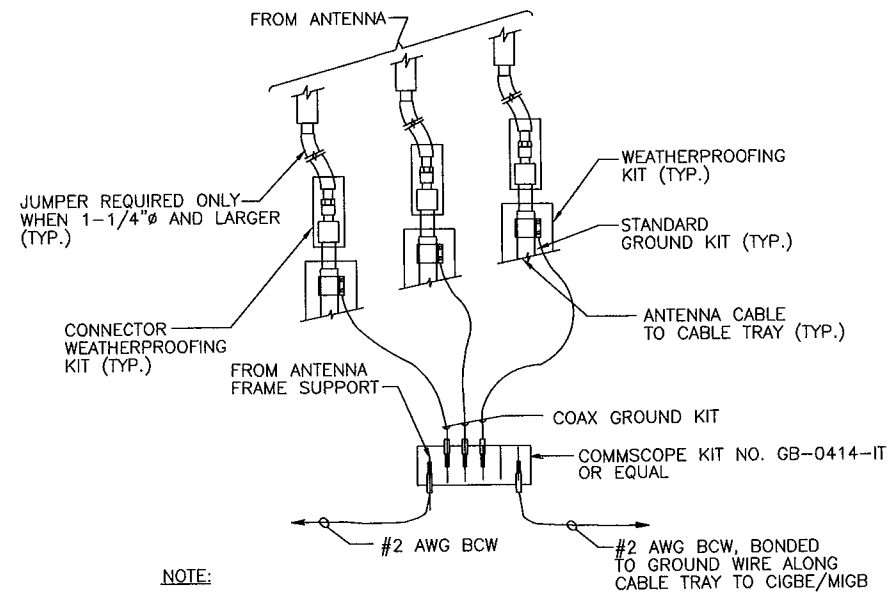 FROM ANTENNA
JUMPER REQUIRED ONLY
WHEN 1-1/4"ø AND LARGER
(TYP.)
WEATHERPROOFING
KIT (TYP.)
STANDARD
GROUND KIT (TYP.)
ANTENNA CABLE
TO CABLE TRAY (TYP.)
CONNECTOR
WEATHERPROOFING
KIT (TYP.)
FROM ANTENNA
FRAME SUPPORT
COAX GROUND KIT
COMMSCOPE KIT NO. GB-0414-IT
OR EQUAL
#2 AWG BCW
#2 AWG BCW, BONDED
TO GROUND WIRE ALONG
CABLE TRAY TO CIGBE/MIGB
NOTE: